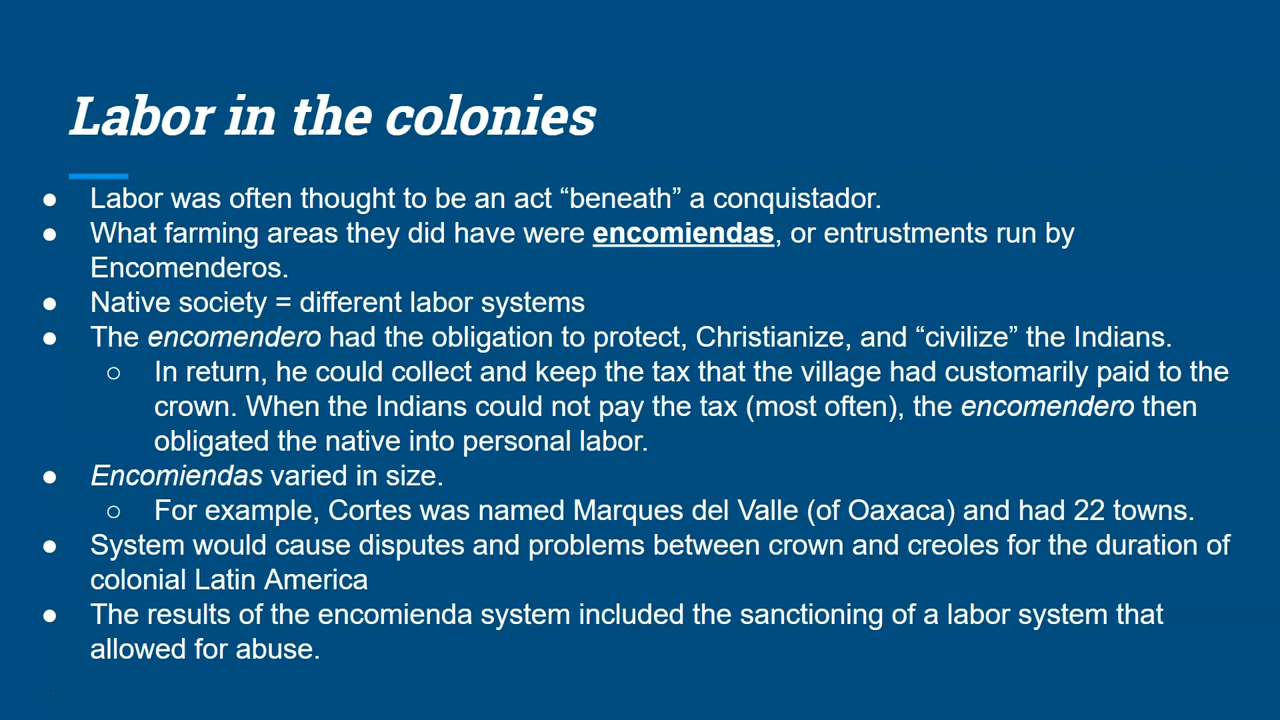 Labor in the colonies
● Labor was often thought to be an act “beneath” a conquistador.
● What farming areas they did have were encomiendas, or entrustments run by
Encomenderos.
● Native society = different labor systems
● The encomendero had the obligation to protect, Christianize, and “civilize” the Indians.
○ In return, he could collect and keep the tax that the village had customarily paid to the
crown. When the Indians could not pay the tax (most often), the encomendero then
obligated the native into personal labor.
● Encomiendas varied in size.
○ For example, Cortes was named Marques del Valle (of Oaxaca) and had 22 towns.
● System would cause disputes and problems between crown and creoles for the duration of
colonial Latin America
● The results of the encomienda system included the sanctioning of a labor system that
allowed for abuse.